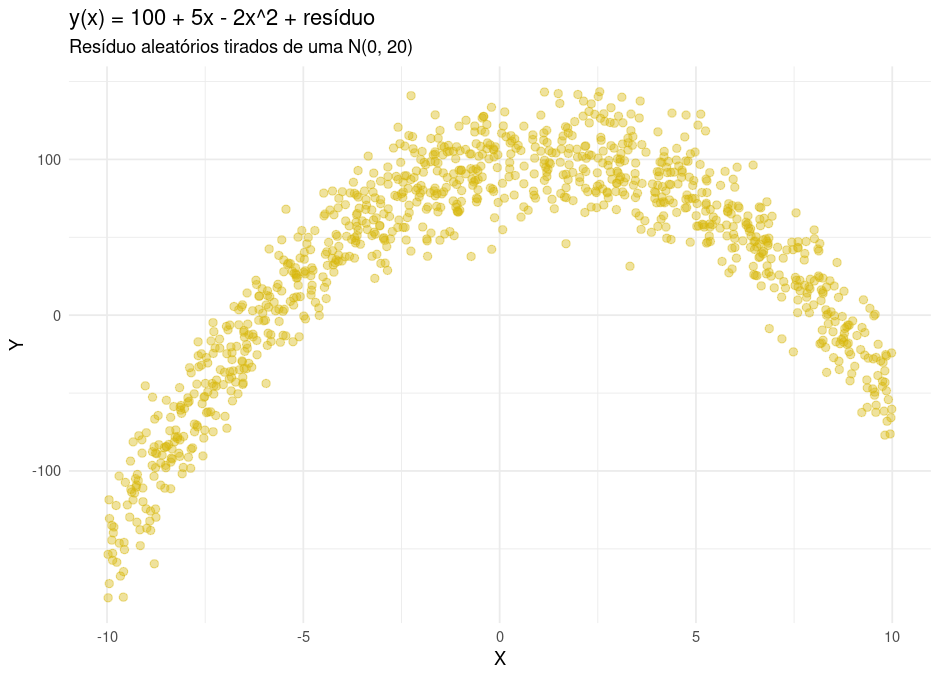 y(x) = 100 + 5x - 2x^2 + resíduo
Resíduo aleatórios tirados de uma N(0, 20)
100
0
-100
Y
-10 -5 0 5 10
X